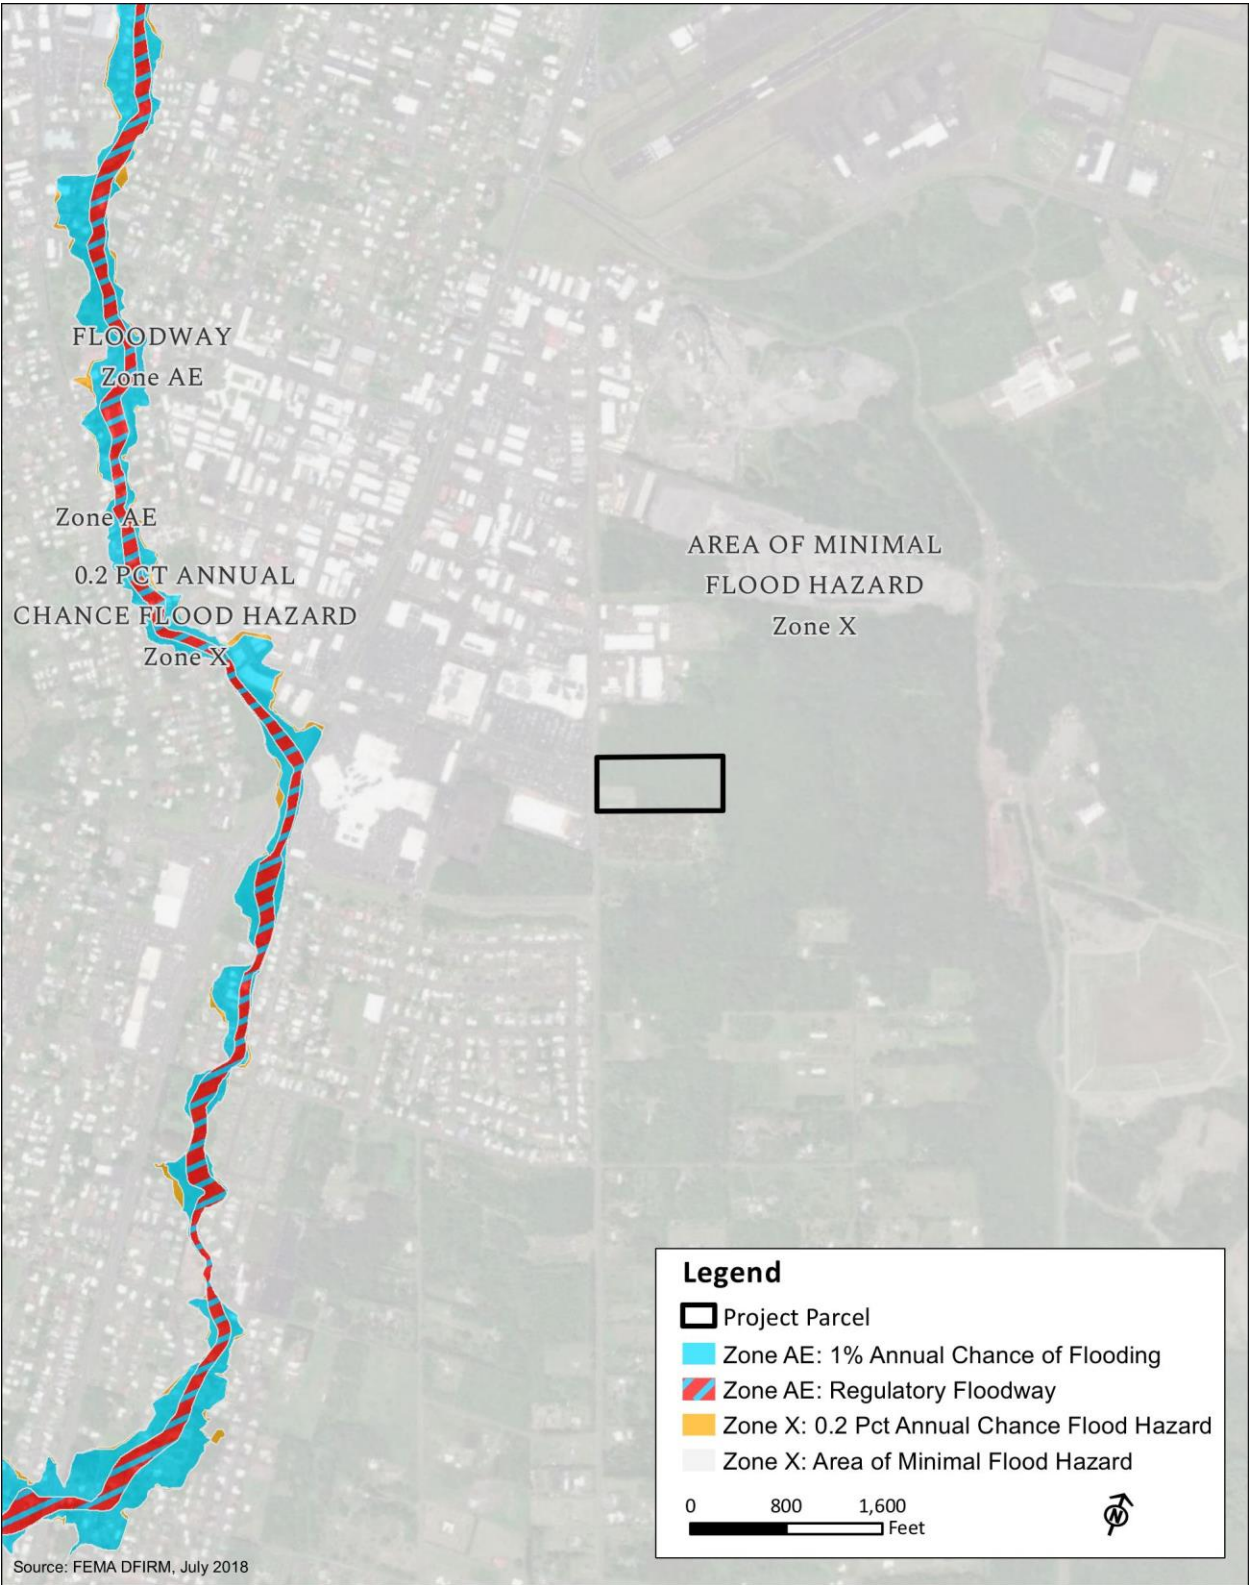 FLOODWAY
Zone AE
Zone AE
0.2 PCT ANNUAL
CHANCE FLOOD HAZARD
Zone X
AREA OF MINIMAL
FLOOD HAZARD
Zone X
Legend
Project Parcel
Zone AE: 1% Annual Chance of Flooding
Zone AE: Regulatory Floodway
Zone X: 0.2 Pct Annual Chance Flood Hazard
Zone X: Area of Minimal Flood Hazard
0 800 1,600
Feet
N
Source: FEMA DFIRM, July 2018